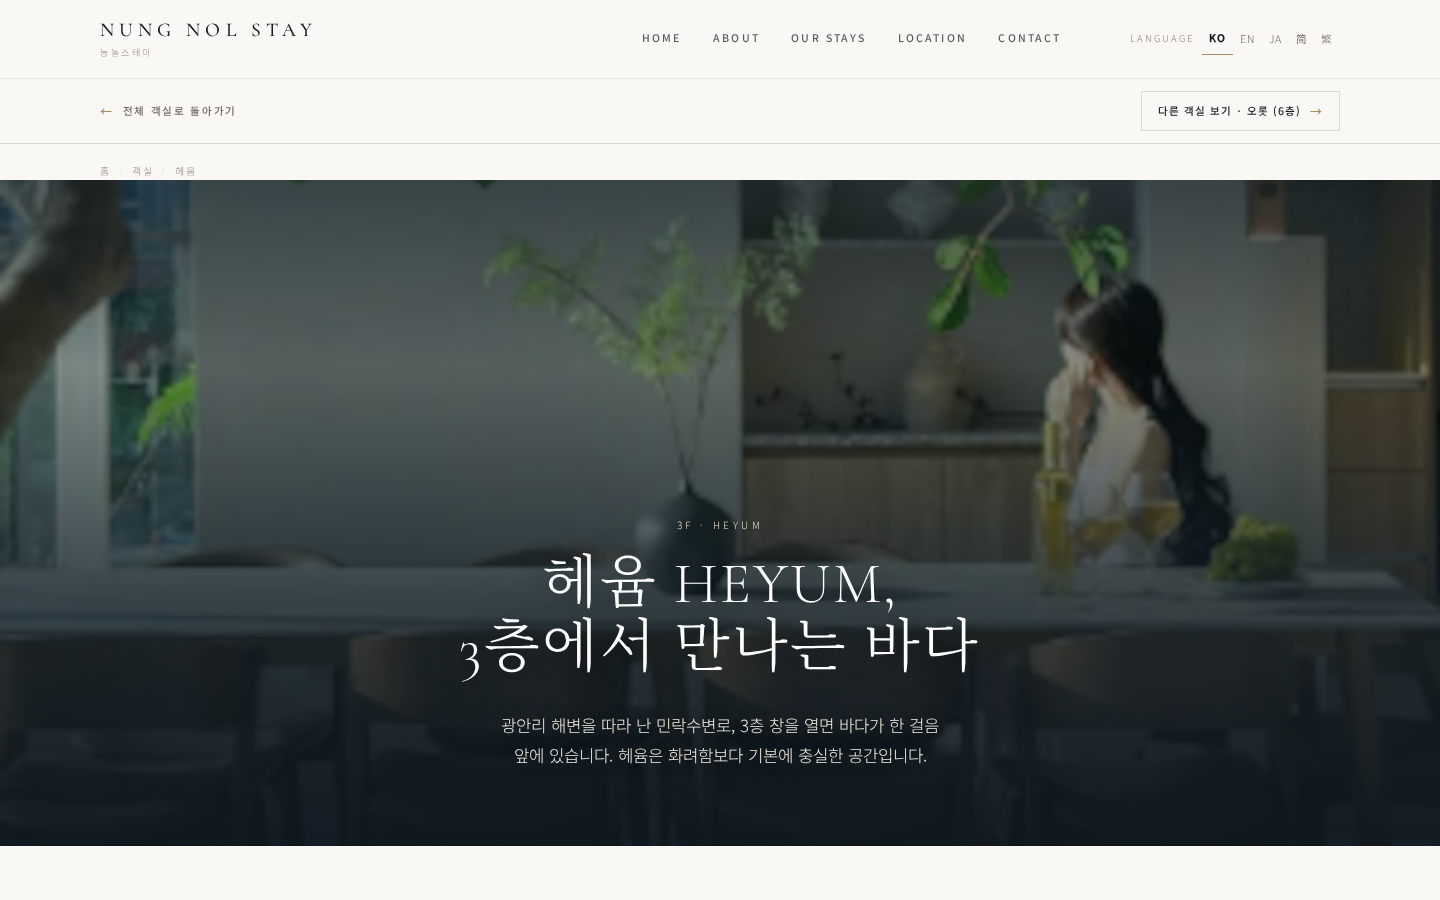 NUNG NOL STAY
능놀스테이
HOME ABOUT OUR STAYS LOCATION CONTACT
LANGUAGE KO EN JA 简 繁
← 전체 객실로 돌아가기
다른 객실 보기 · 오롯 (6층) →
홈 / 객실 / 헤윰
3F · HEYUM
헤윰 HEYUM,
3층에서 만나는 바다
광안리 해변을 따라 난 민락수변로, 3층 창을 열면 바다가 한 걸음
앞에 있습니다. 헤윰은 화려함보다 기본에 충실한 공간입니다.